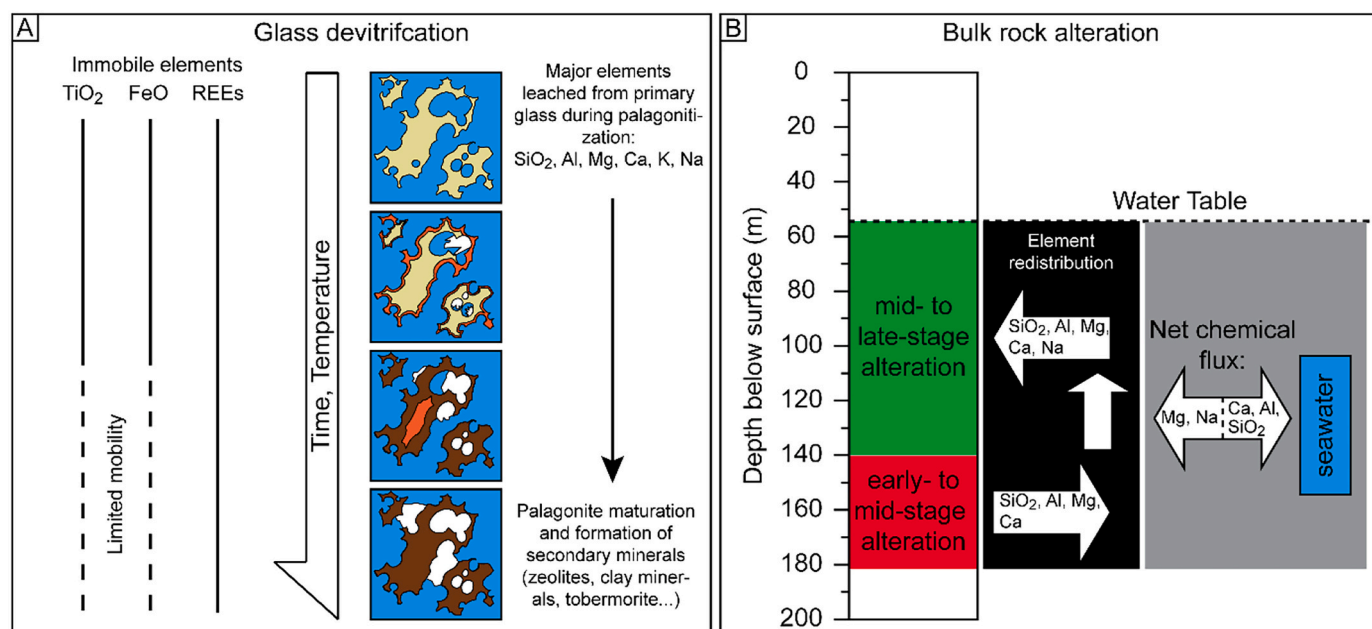 A
Glass devitrifcation
Immobile elements
TiO₂ FeO REEs
Limited mobility
Time, Temperature
Major elements
leached from primary
glass during palagoniti-
zation:
SiO₂, Al, Mg, Ca, K, Na
Palagonite maturation
and formation of
secondary minerals
(zeolites, clay miner-
als, tobermorite...)
B
Bulk rock alteration
Depth below surface (m)
0
20
40
60
80
100
120
140
160
180
200
Water Table
mid- to
late-stage
alteration
early- to
mid-stage
alteration
Element
redistribution
SiO₂, Al, Mg,
Ca, Na
SiO₂, Al, Mg,
Ca
Net chemical
flux:
Mg, Na
Ca, Al,
SiO₂
seawater